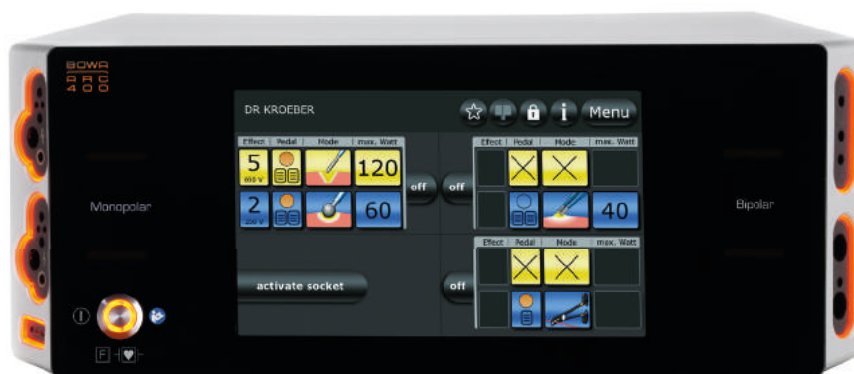 BOWA
ARC
400
DR KROEBER
i
Menu
Effect Pedal Mode max. Watt
5
120
off
2
60
Effect Pedal Mode max. Watt
off
40
Monopolar
Bipolar
activate socket
Effect Pedal Mode max. Watt
off
F